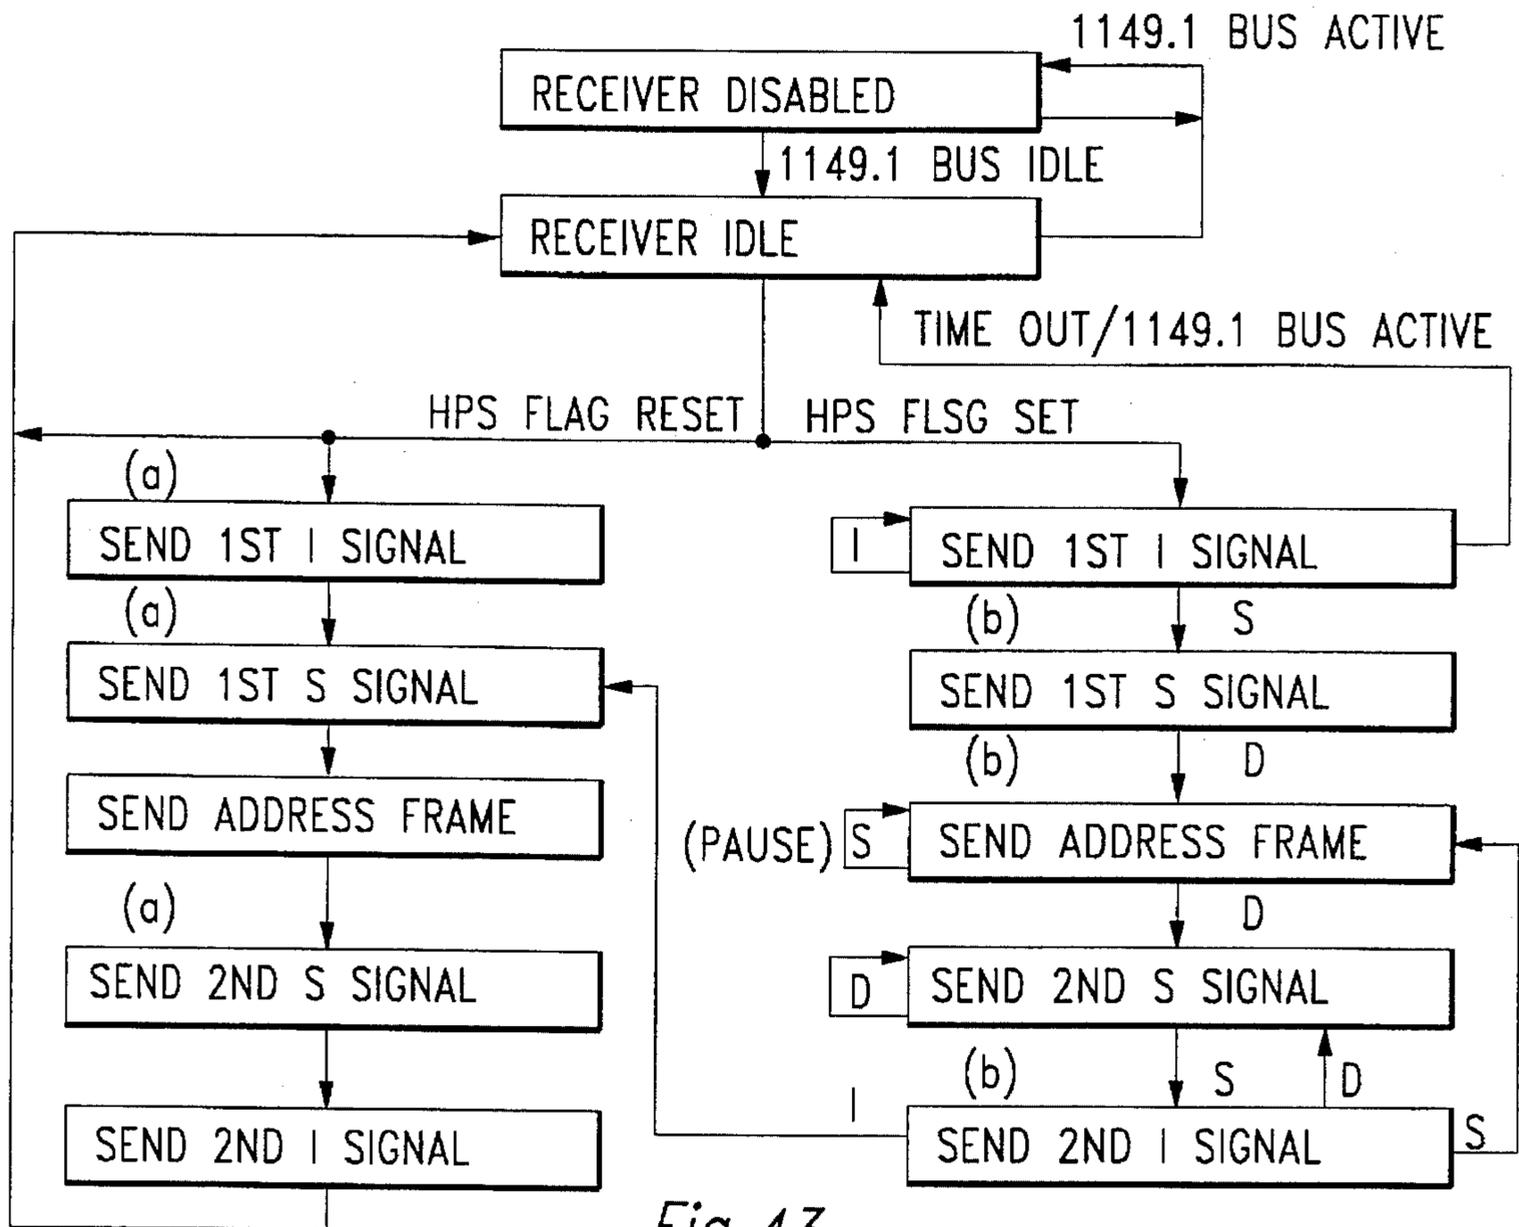 1149.1 BUS ACTIVE
RECEIVER DISABLED
1149.1 BUS IDLE
RECEIVER IDLE
TIME OUT/1149.1 BUS ACTIVE
HPS FLAG RESET
HPS FLSG SET
(a)
SEND 1ST I SIGNAL
(a)
SEND 1ST S SIGNAL
SEND ADDRESS FRAME
(a)
SEND 2ND S SIGNAL
SEND 2ND I SIGNAL
I
SEND 1ST I SIGNAL
(b) S
SEND 1ST S SIGNAL
(b) D
(PAUSE) S
SEND ADDRESS FRAME
D
D
SEND 2ND S SIGNAL
(b) S D
I
SEND 2ND I SIGNAL
S
Fig. 43